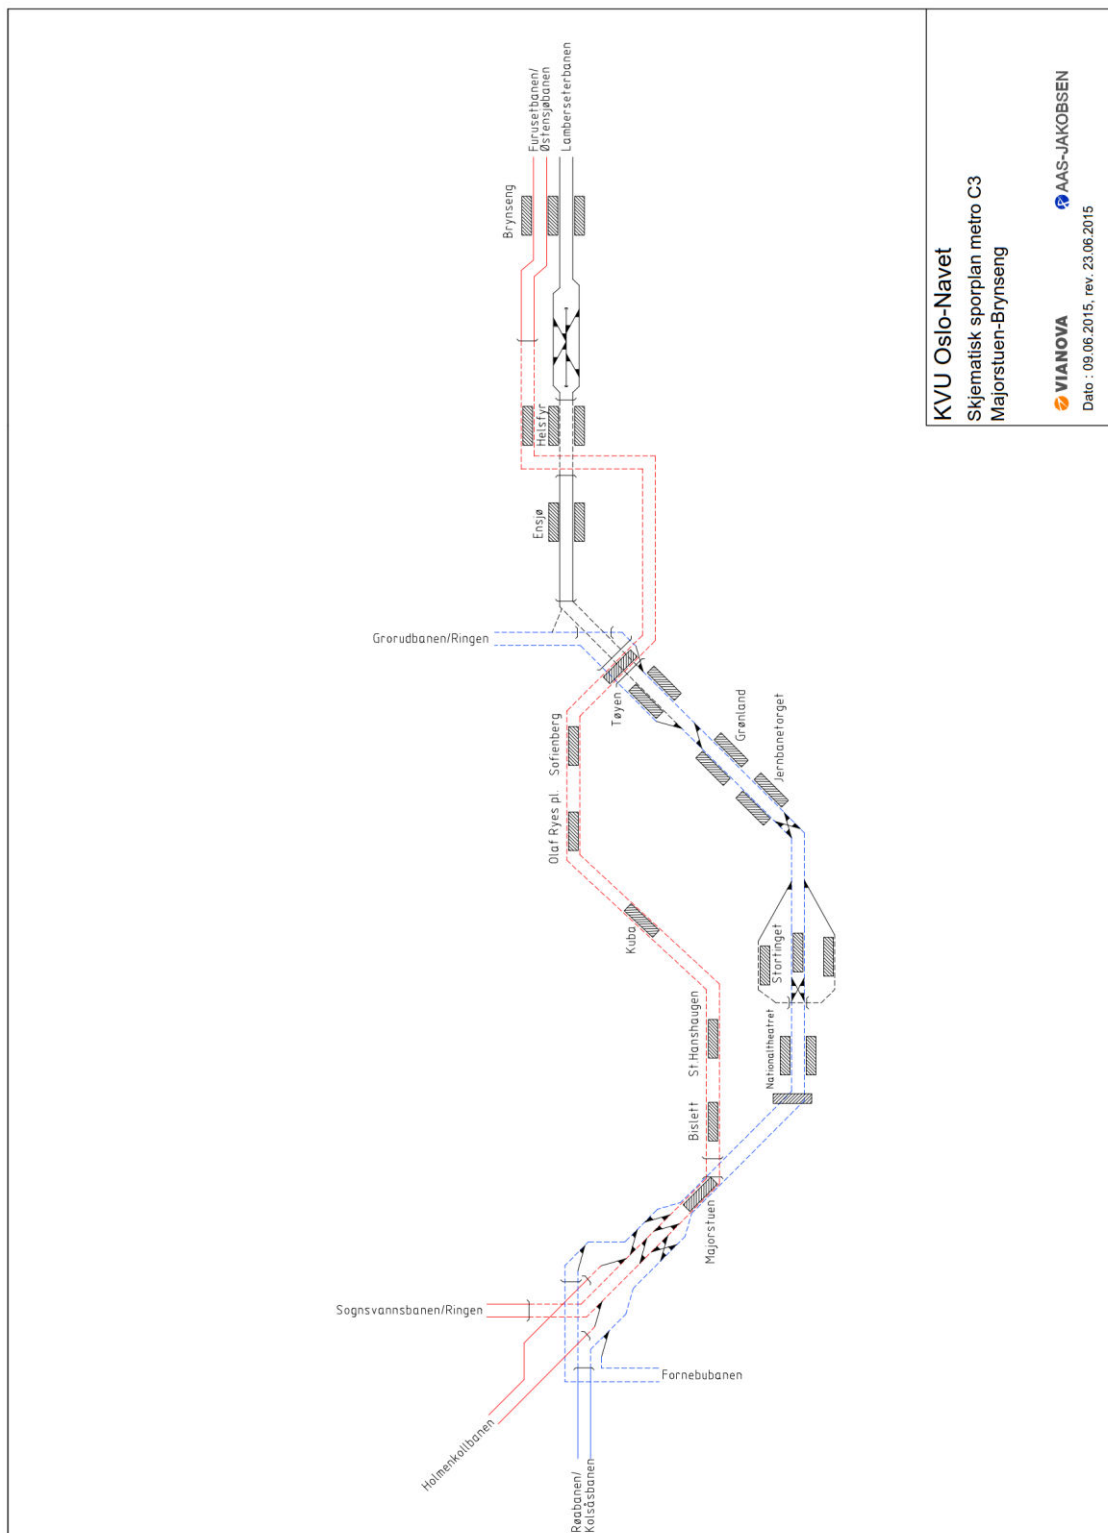 Furusetbanen/
Østensjøbanen
Lamberseterbanen
Brynseng
Helsfyr
Ensjø
Grorudbanen/Ringen
Tøyen
Grønland
Jernbanetorget
Sofienberg
Olaf Ryes pl.
Kuba
Stortinget
Nationaltheatret
St.Hanshaugen
Bislett
Majorstuen
Sognsvannsbanen/Ringen
Fornebubanen
Holmenkollbanen
Røabanen/
Kolsåsbanen
KVU Oslo-Navet
Skjematisk sporplan metro C3
Majorstuen-Brynseng
VIANOVA
AAS-JAKOBSEN
Dato : 09.06.2015, rev. 23.06.2015